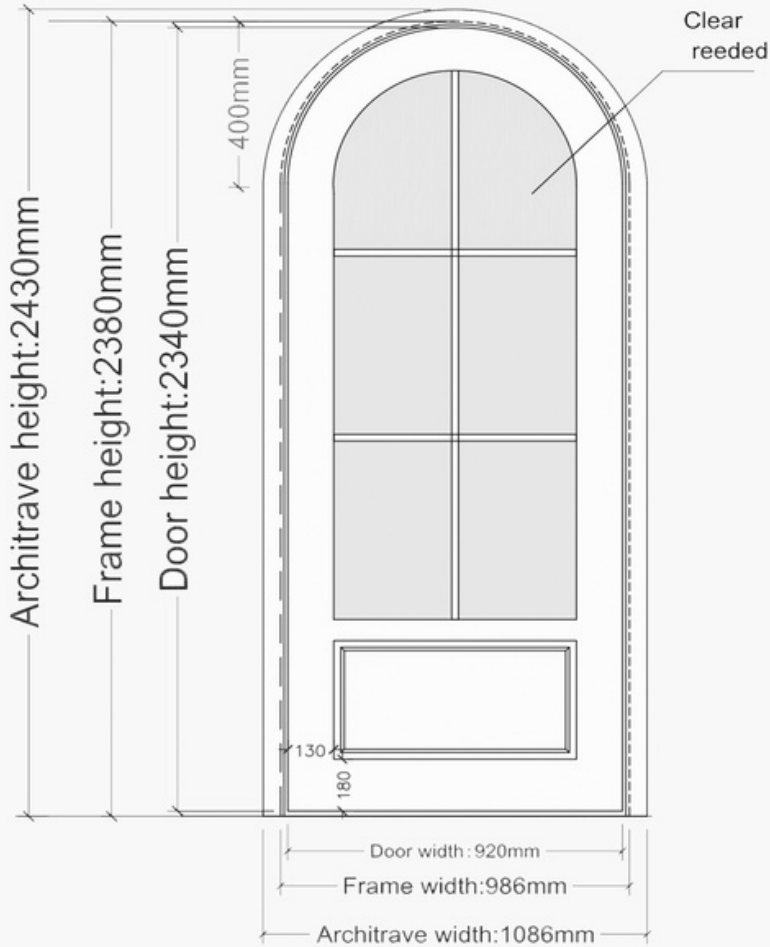 Clear
reeded
400mm
Architrave height:2430mm
Frame height:2380mm
Door height:2340mm
130
180
Door width:920mm
Frame width:986mm
Architrave width:1086mm